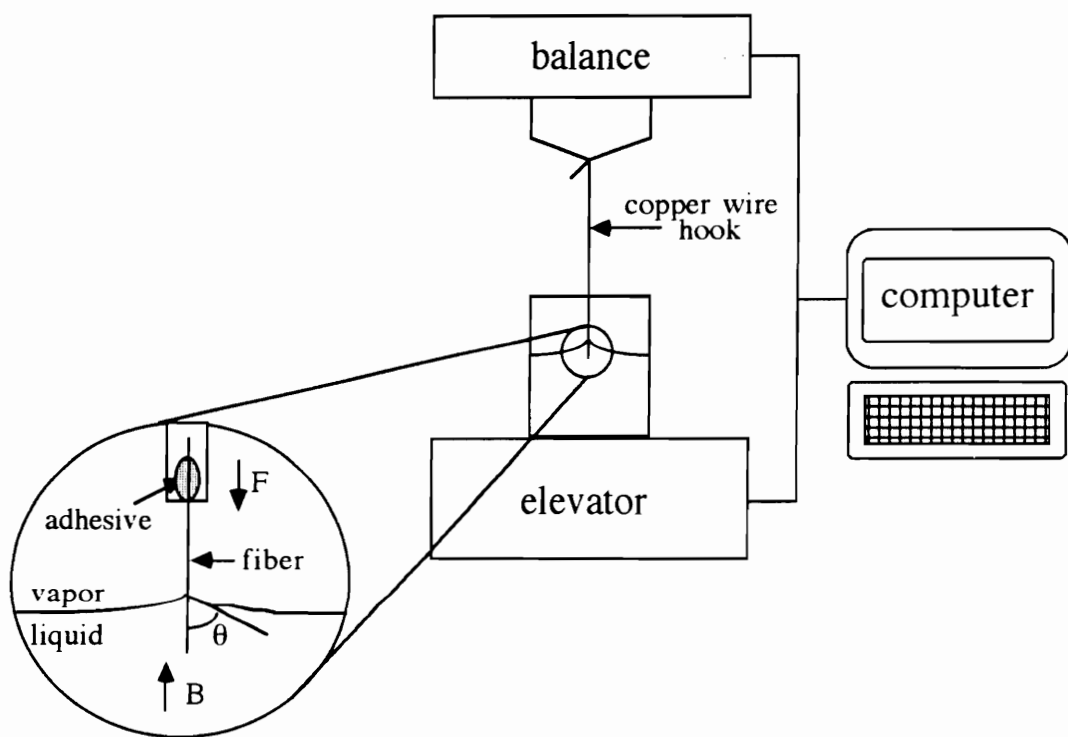 balance
copper wire
hook
computer
elevator
F
adhesive
fiber
vapor
liquid
θ
B